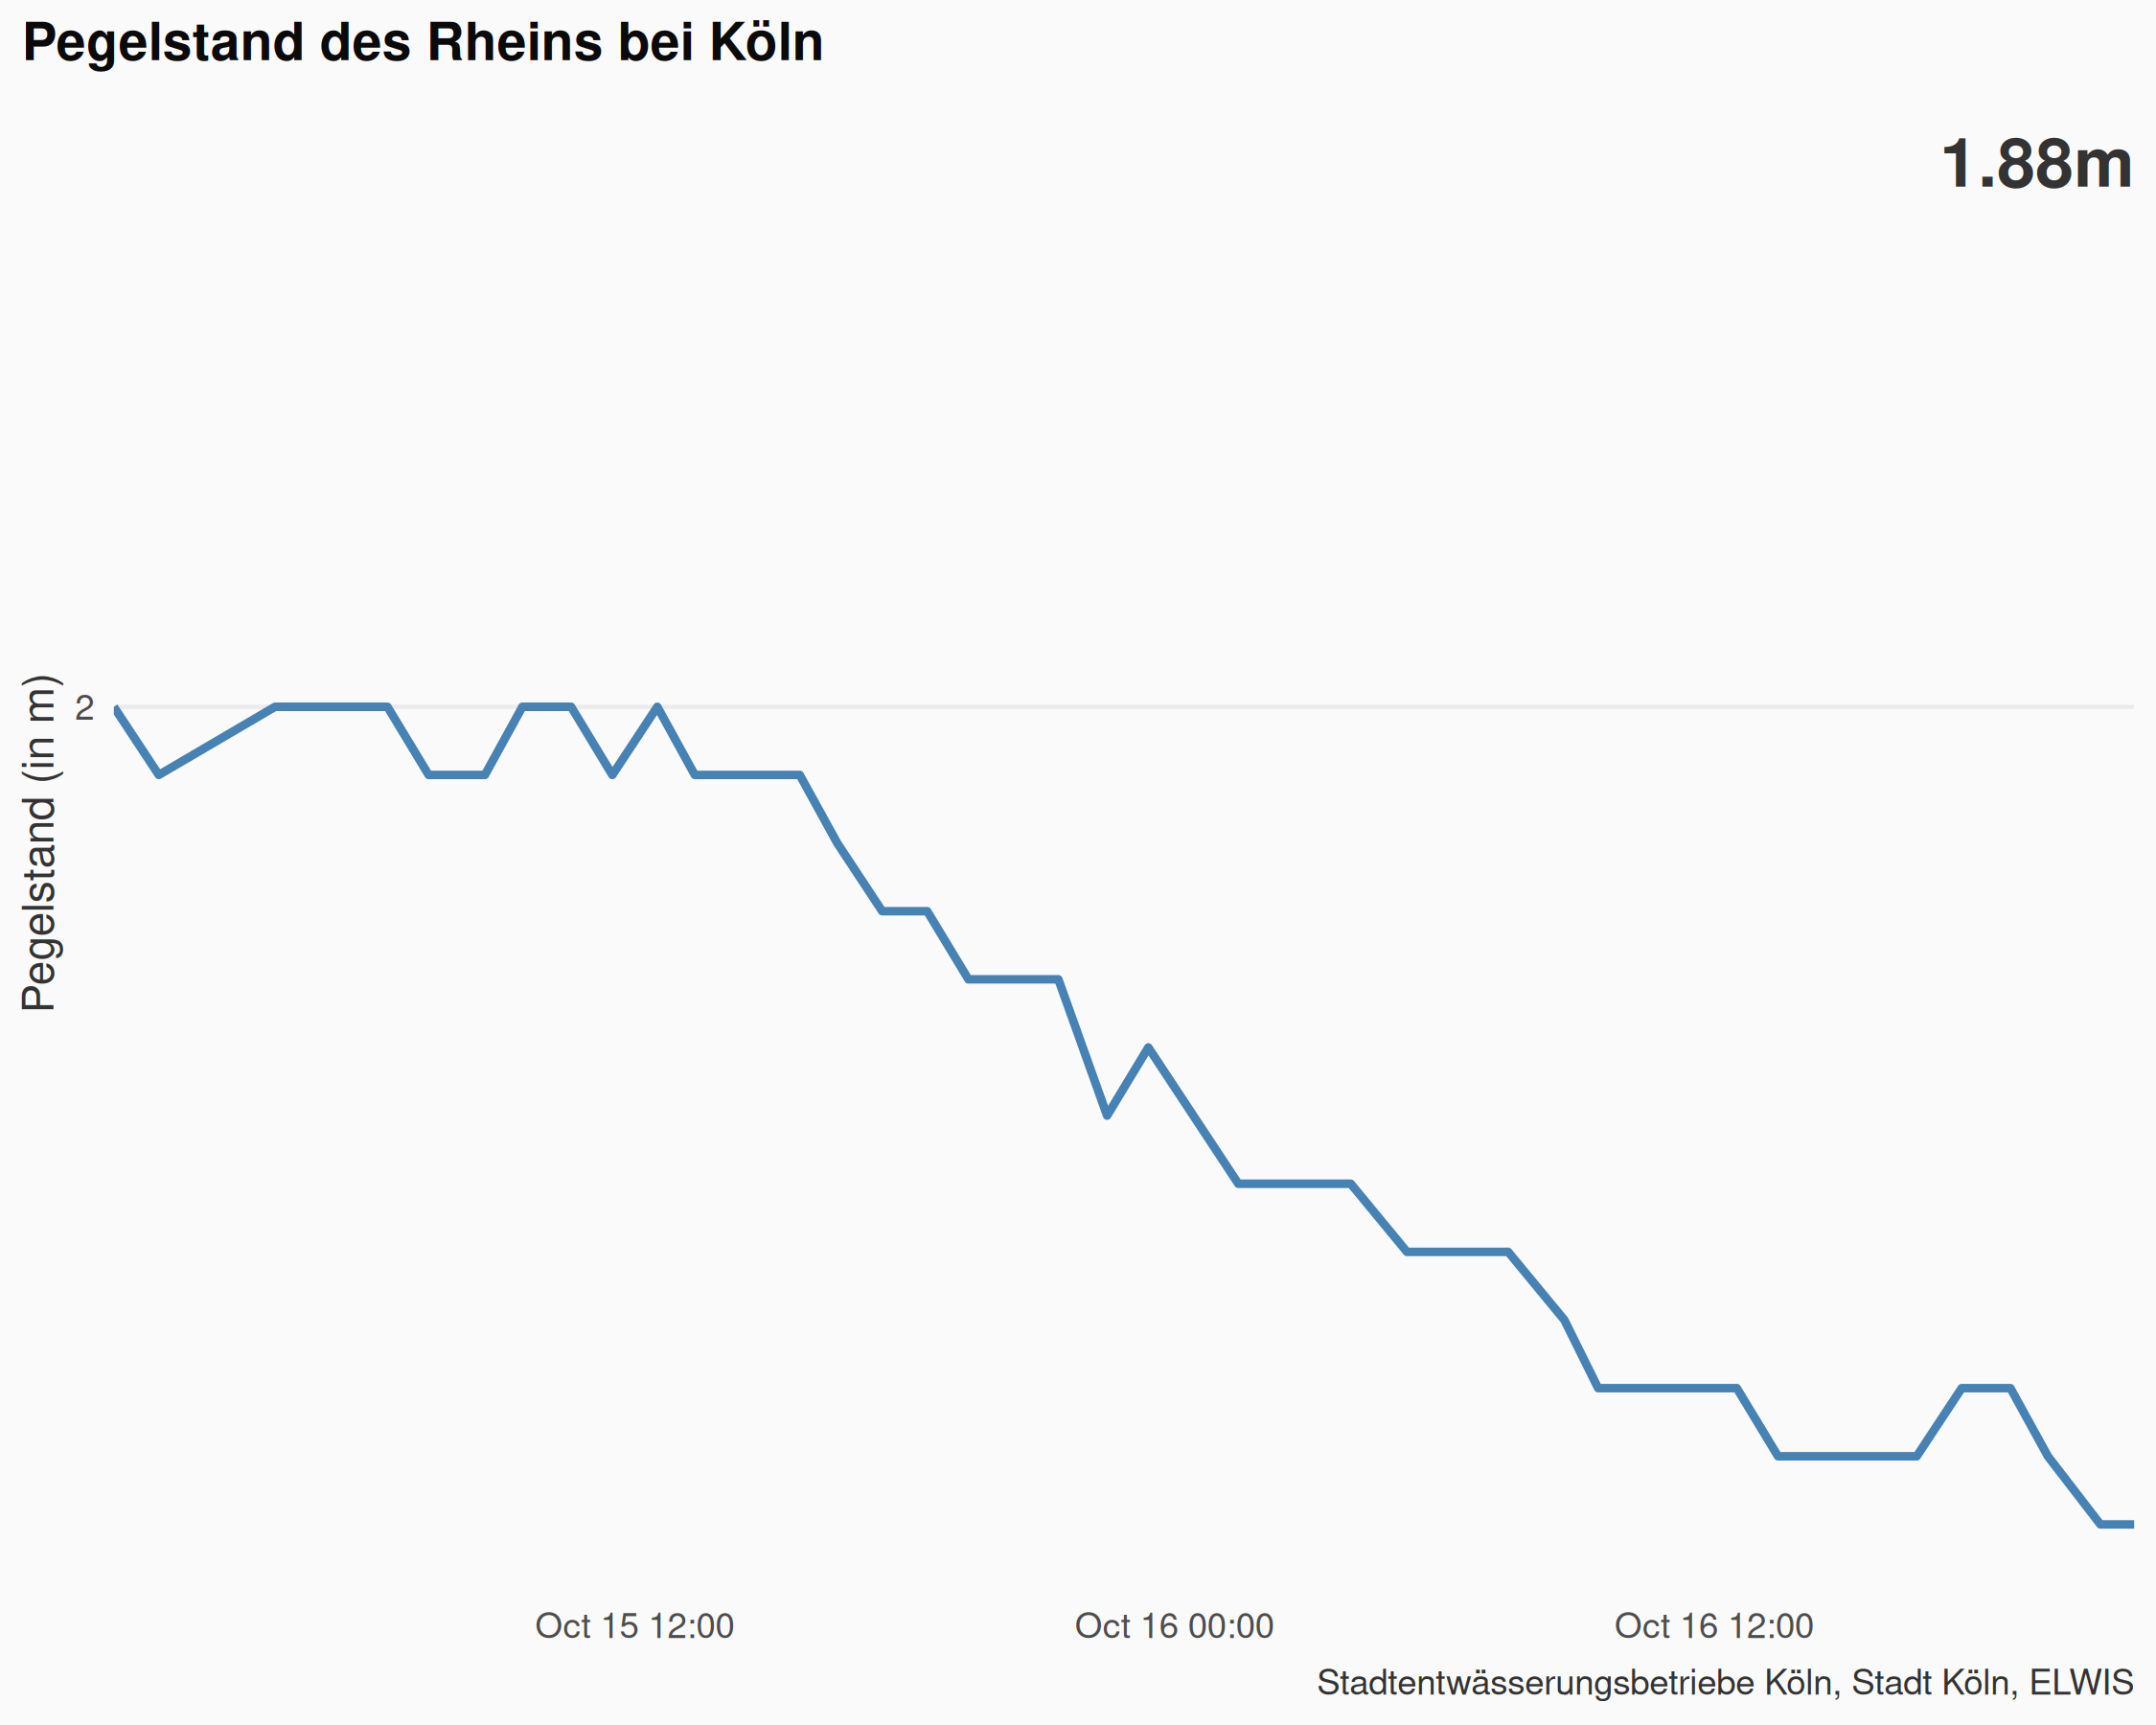 Pegelstand des Rheins bei Köln
1.88m
Pegelstand (in m)
2
Oct 15 12:00
Oct 16 00:00
Oct 16 12:00
Stadtentwässerungsbetriebe Köln, Stadt Köln, ELWIS